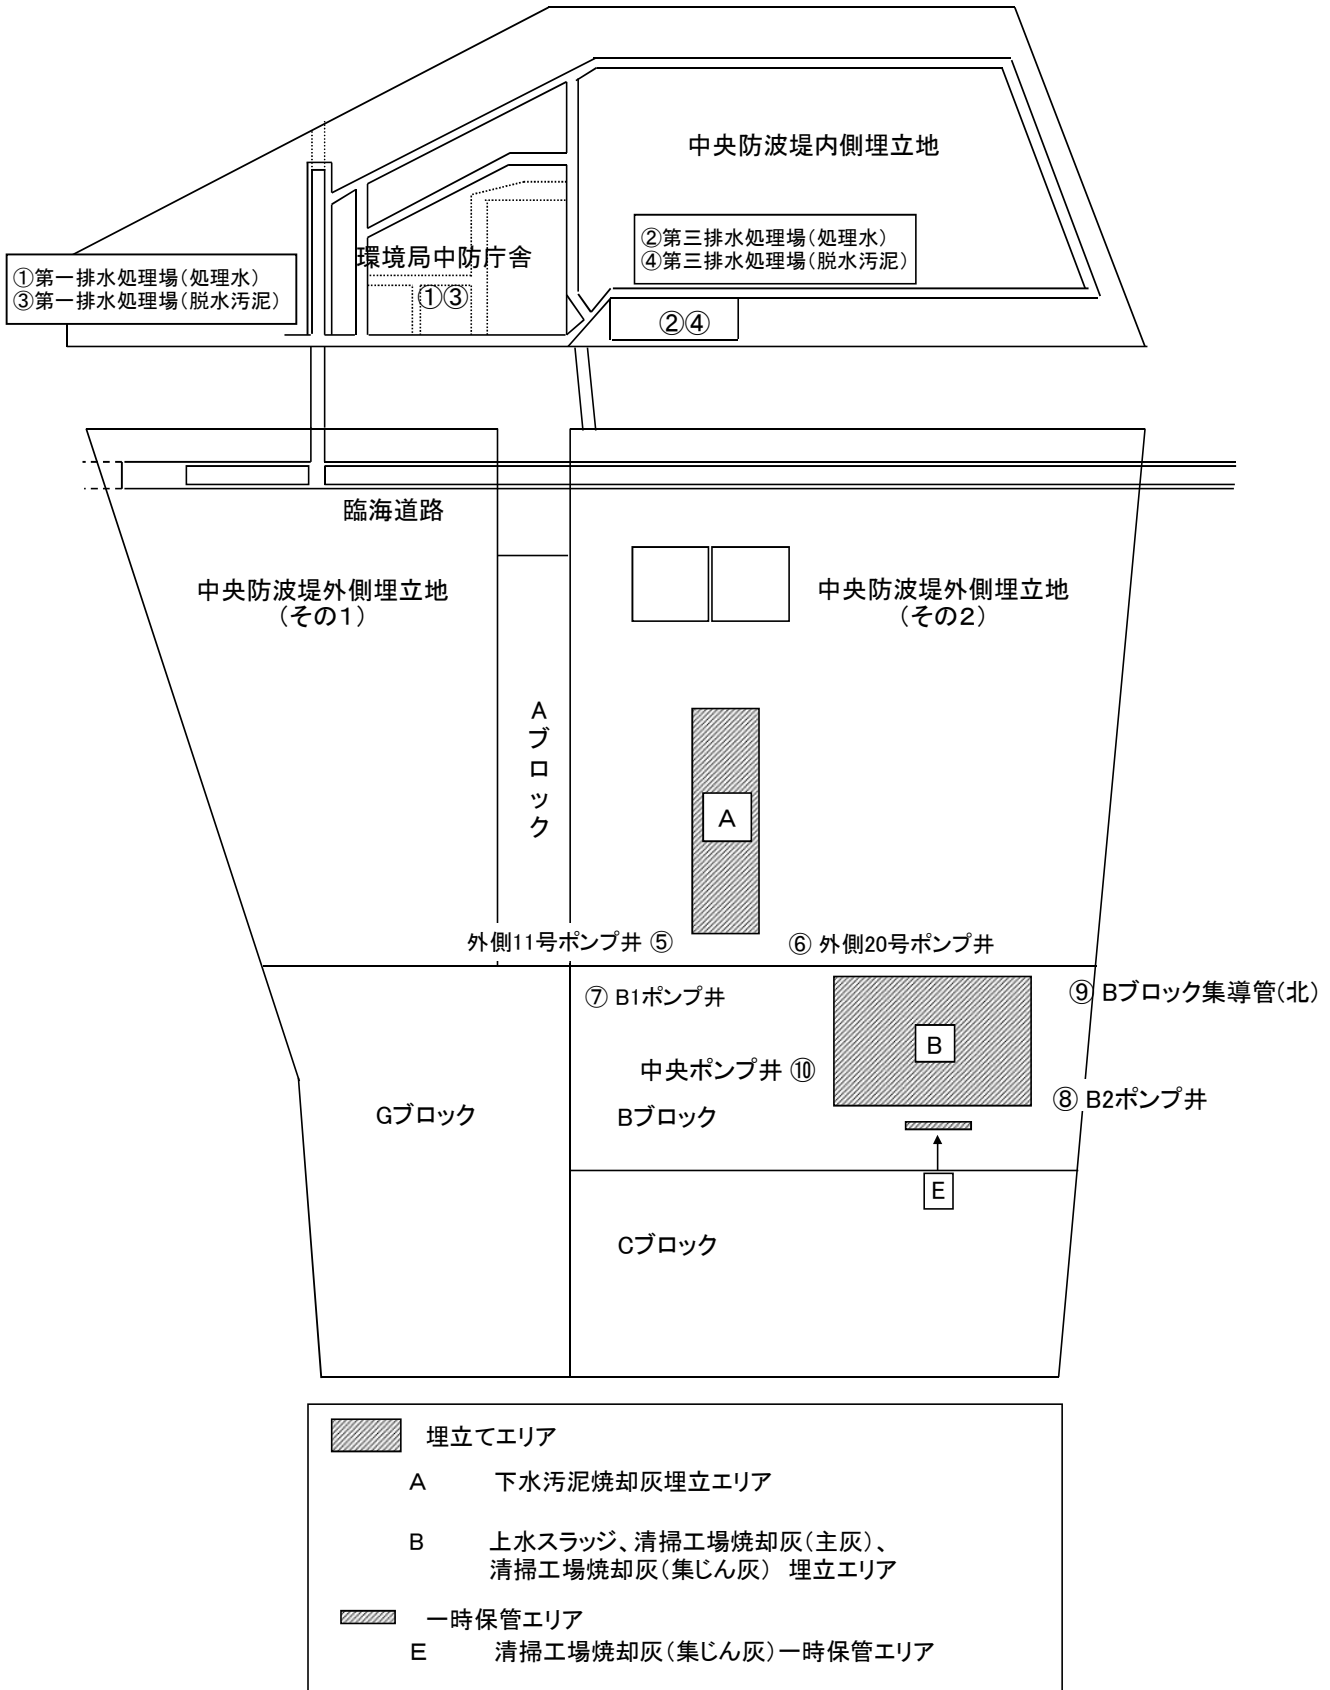 中央防波堤内側埋立地
②第三排水処理場(処理水)
④第三排水処理場(脱水汚泥)
環境局中防庁舎
①第一排水処理場(処理水)
③第一排水処理場(脱水汚泥)
①③
②④
臨海道路
中央防波堤外側埋立地
(その1)
中央防波堤外側埋立地
(その2)
Aブロック
A
外側11号ポンプ井 ⑤
⑥ 外側20号ポンプ井
⑦ B1ポンプ井
⑨ Bブロック集導管(北)
B
中央ポンプ井 ⑩
⑧ B2ポンプ井
Gブロック
Bブロック
E
Cブロック
埋立てエリア
A 下水汚泥焼却灰埋立エリア
B 上水スラッジ、清掃工場焼却灰(主灰)、
清掃工場焼却灰(集じん灰) 埋立エリア
一時保管エリア
E 清掃工場焼却灰(集じん灰)一時保管エリア